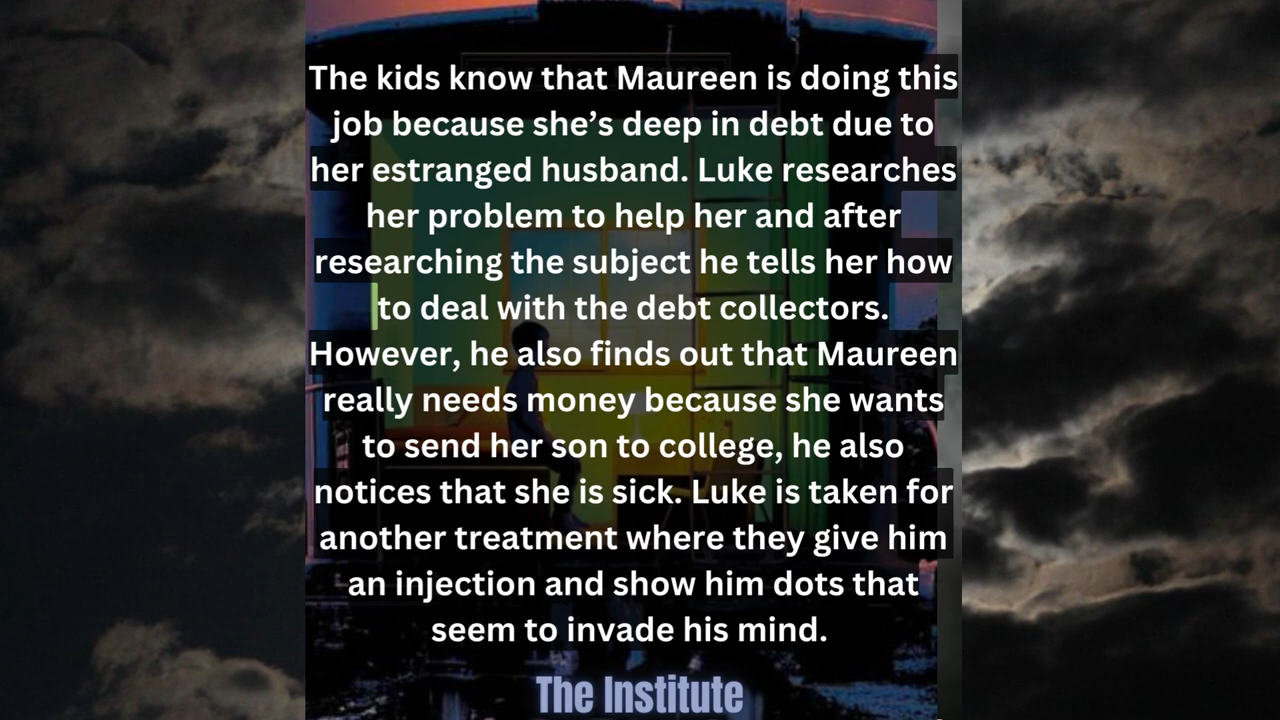 The kids know that Maureen is doing this
job because she’s deep in debt due to
her estranged husband. Luke researches
her problem to help her and after
researching the subject he tells her how
to deal with the debt collectors.
However, he also finds out that Maureen
really needs money because she wants
to send her son to college, he also
notices that she is sick. Luke is taken for
another treatment where they give him
an injection and show him dots that
seem to invade his mind.
The Institute